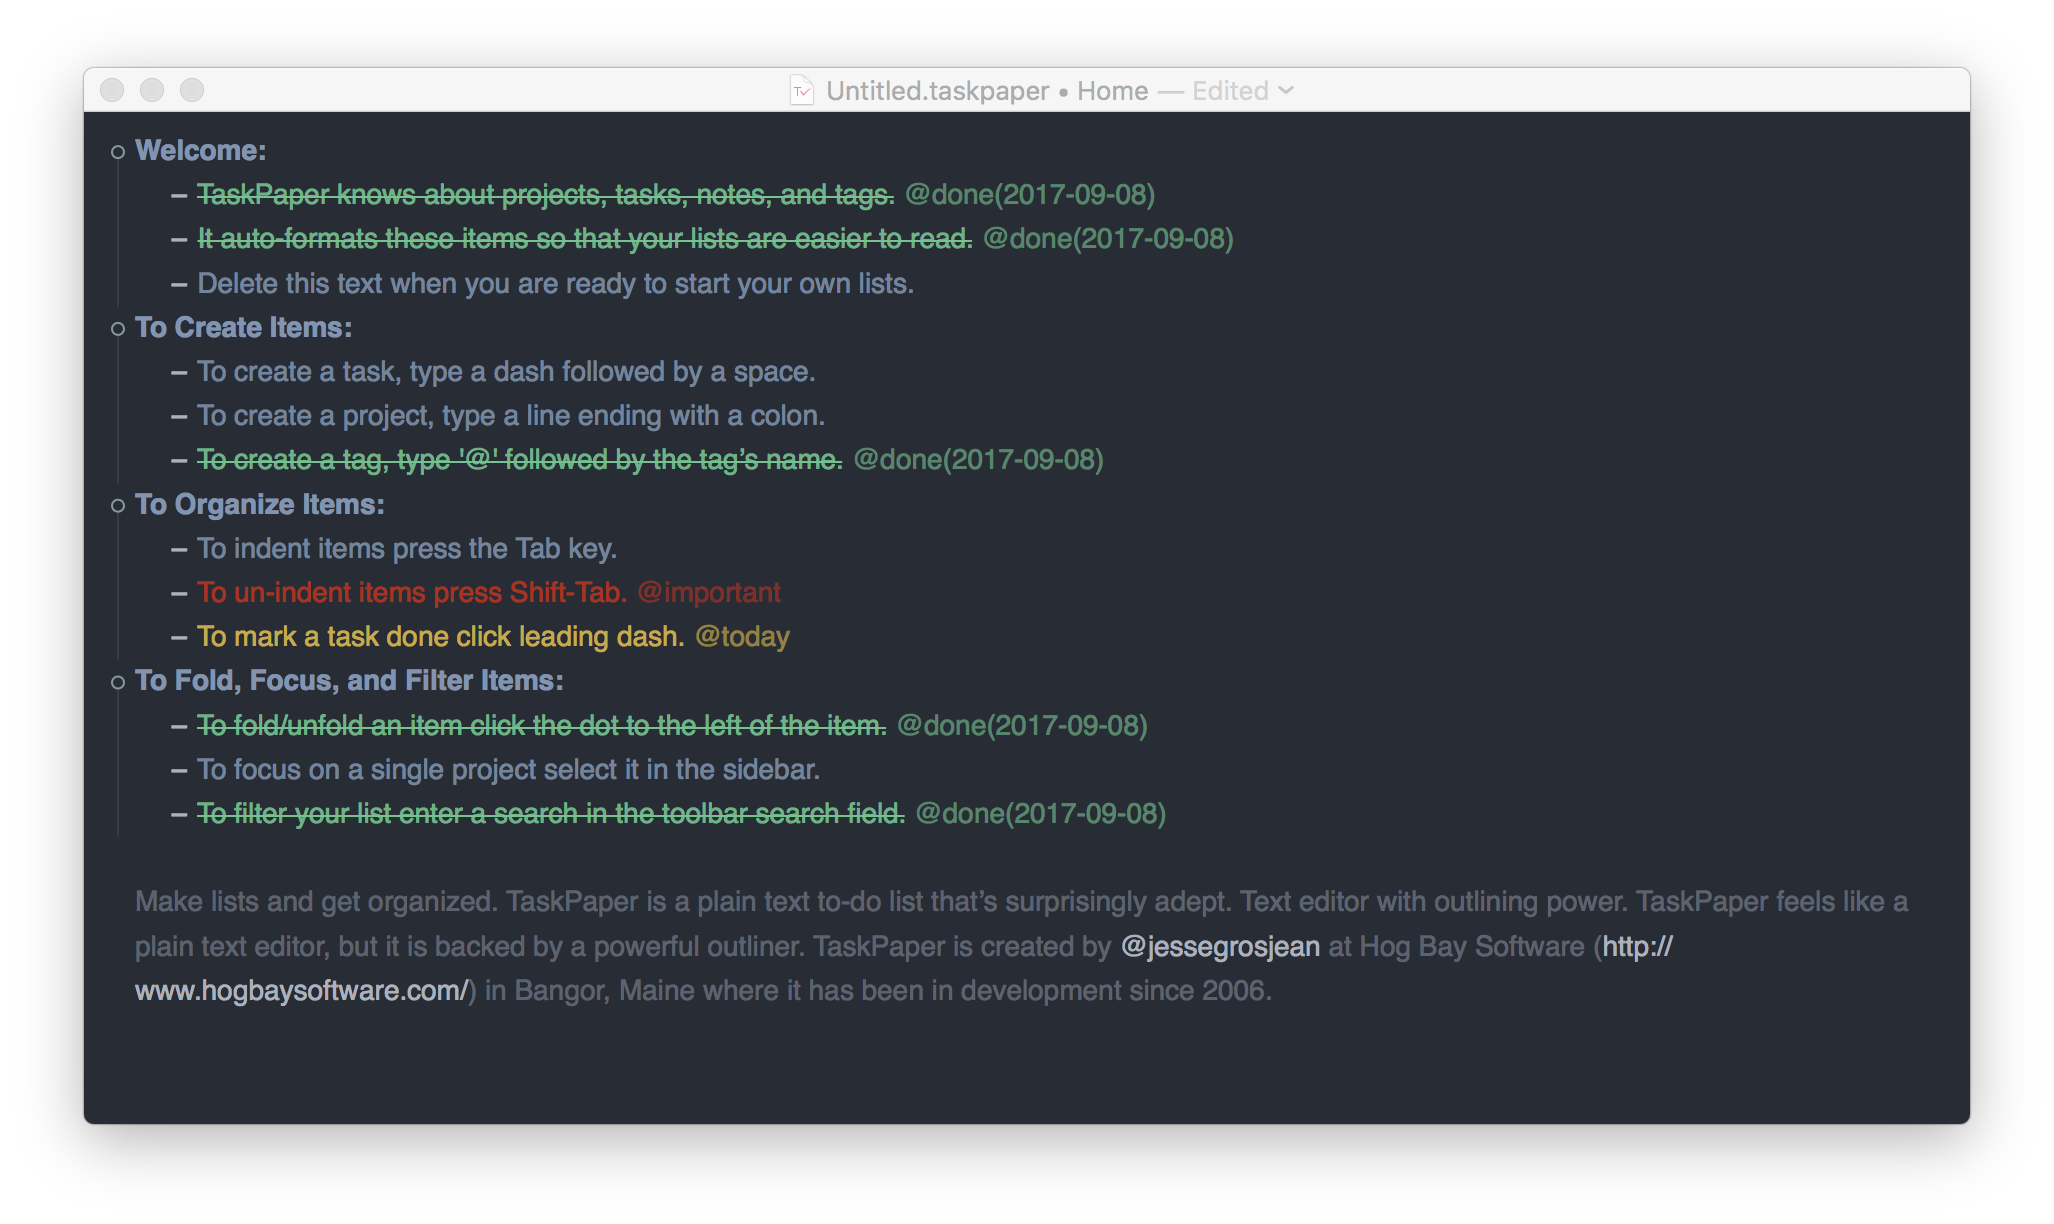 Untitled.taskpaper • Home — Edited
Welcome:
– TaskPaper knows about projects, tasks, notes, and tags. @done(2017-09-08)
– It auto-formats these items so that your lists are easier to read. @done(2017-09-08)
– Delete this text when you are ready to start your own lists.
To Create Items:
– To create a task, type a dash followed by a space.
– To create a project, type a line ending with a colon.
– To create a tag, type '@' followed by the tag’s name. @done(2017-09-08)
To Organize Items:
– To indent items press the Tab key.
– To un-indent items press Shift-Tab. @important
– To mark a task done click leading dash. @today
To Fold, Focus, and Filter Items:
– To fold/unfold an item click the dot to the left of the item. @done(2017-09-08)
– To focus on a single project select it in the sidebar.
– To filter your list enter a search in the toolbar search field. @done(2017-09-08)
Make lists and get organized. TaskPaper is a plain text to-do list that’s surprisingly adept. Text editor with outlining power. TaskPaper feels like a
plain text editor, but it is backed by a powerful outliner. TaskPaper is created by @jessegrosjean at Hog Bay Software (http://
www.hogbaysoftware.com/) in Bangor, Maine where it has been in development since 2006.